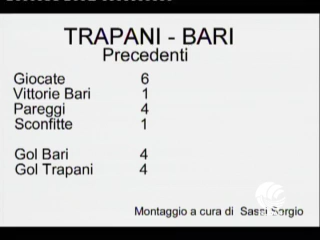 TRAPANI - BARI
Precedenti
Giocate 6
Vittorie Bari 1
Pareggi 4
Sconfitte 1
Gol Bari 4
Gol Trapani 4
Montaggio a cura di Sassi Sorgio